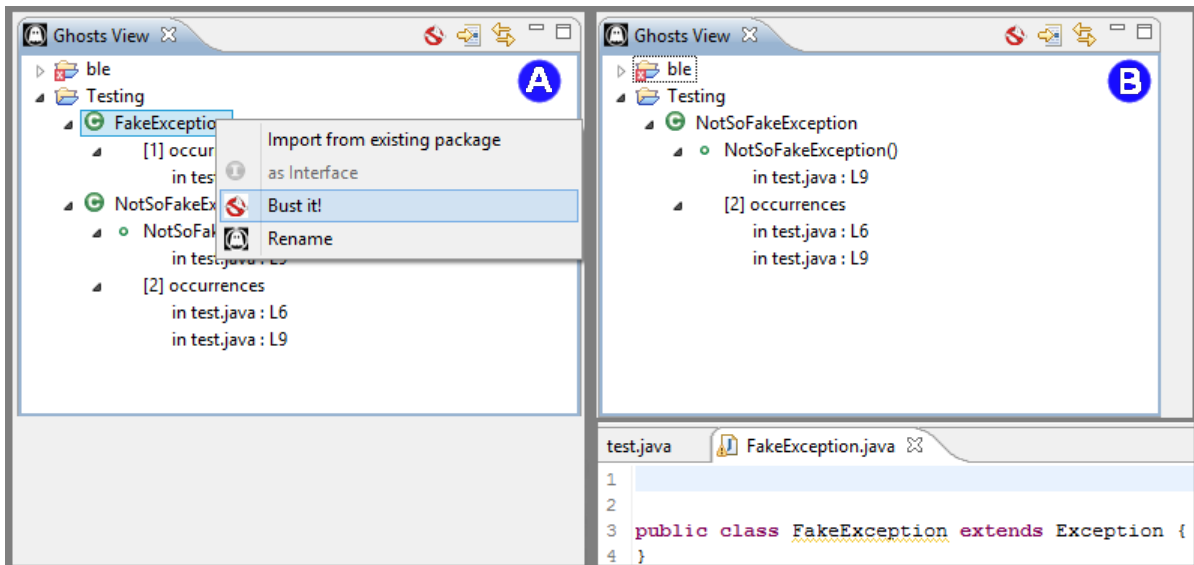 Ghosts View
A
ble
Testing
FakeExceptio
[1] occur
in tes
NotSoFakeEx
NotSoFal
in test.java : L9
[2] occurrences
in test.java : L6
in test.java : L9
Import from existing package
as Interface
Bust it!
Rename
Ghosts View
B
ble
Testing
NotSoFakeException
NotSoFakeException()
in test.java : L9
[2] occurrences
in test.java : L6
in test.java : L9
test.java FakeException.java
1
2
3 public class FakeException extends Exception {
4 }